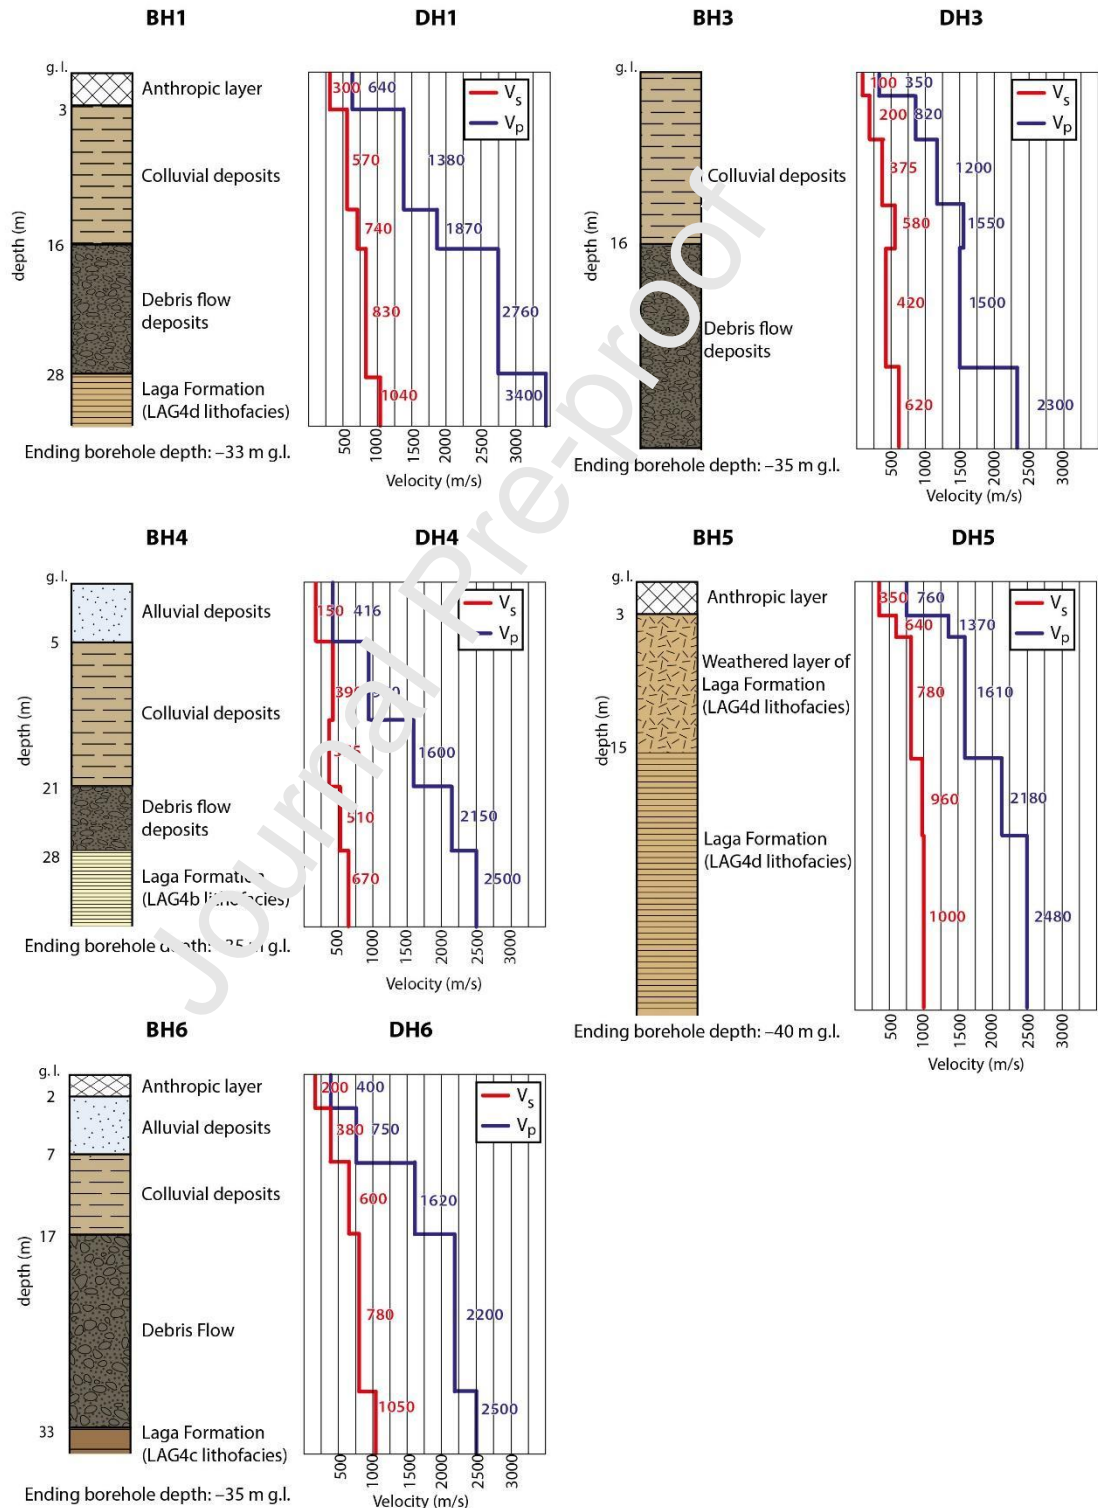 BH1
DH1
g.l.
3
16
28
depth (m)
Anthropic layer
Colluvial deposits
Debris flow
deposits
Laga Formation
(LAG4d lithofacies)
Ending borehole depth: –33 m g.l.
300 640
570 1380
740 1870
830 2760
1040 3400
Vs
Vp
500 1000 1500 2000 2500 3000
Velocity (m/s)
BH3
DH3
g.l.
16
depth (m)
Colluvial deposits
Debris flow
deposits
Ending borehole depth: –35 m g.l.
100 350
200 820
375 1200
580 1550
420 1500
620 2300
Vs
Vp
500 1000 1500 2000 2500 3000
Velocity (m/s)
BH4
DH4
g.l.
5
21
28
depth (m)
Alluvial deposits
Colluvial deposits
Debris flow
deposits
Laga Formation
(LAG4b lithofacies)
Ending borehole depth: –35 m g.l.
150 416
390
1600
510 2150
670 2500
Vs
Vp
500 1000 1500 2000 2500 3000
Velocity (m/s)
BH5
DH5
g.l.
3
15
depth (m)
Anthropic layer
Weathered layer of
Laga Formation
(LAG4d lithofacies)
Laga Formation
(LAG4d lithofacies)
Ending borehole depth: –40 m g.l.
350 760
640 1370
780 1610
960 2180
1000 2480
Vs
Vp
500 1000 1500 2000 2500 3000
Velocity (m/s)
BH6
DH6
g.l.
2
7
17
33
depth (m)
Anthropic layer
Alluvial deposits
Colluvial deposits
Debris Flow
Laga Formation
(LAG4c lithofacies)
Ending borehole depth: –35 m g.l.
200 400
380 750
600 1620
780 2200
1050 2500
Vs
Vp
500 1000 1500 2000 2500 3000
Velocity (m/s)
Journal Pre-proof